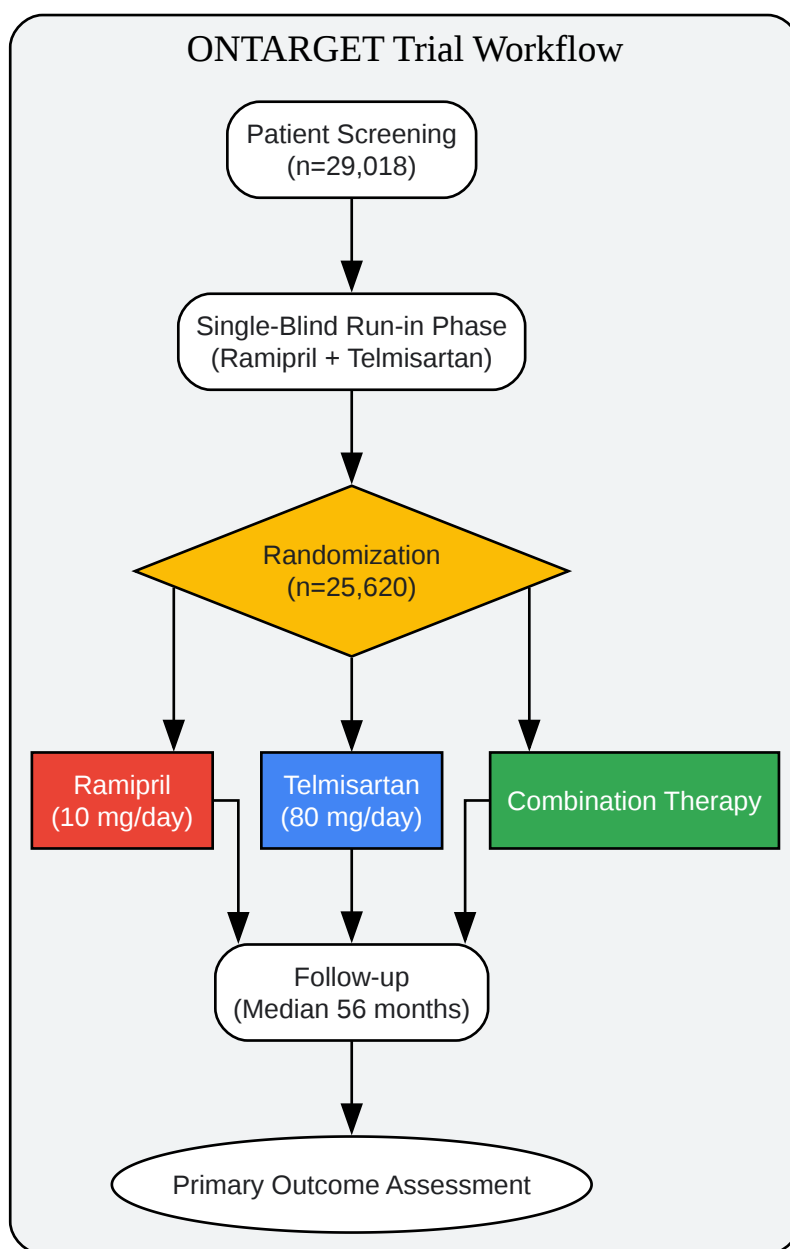 ONTARGET Trial Workflow
Patient Screening
(n=29,018)
Single-Blind Run-in Phase
(Ramipril + Telmisartan)
Randomization
(n=25,620)
Ramipril
(10 mg/day)
Telmisartan
(80 mg/day)
Combination Therapy
Follow-up
(Median 56 months)
Primary Outcome Assessment